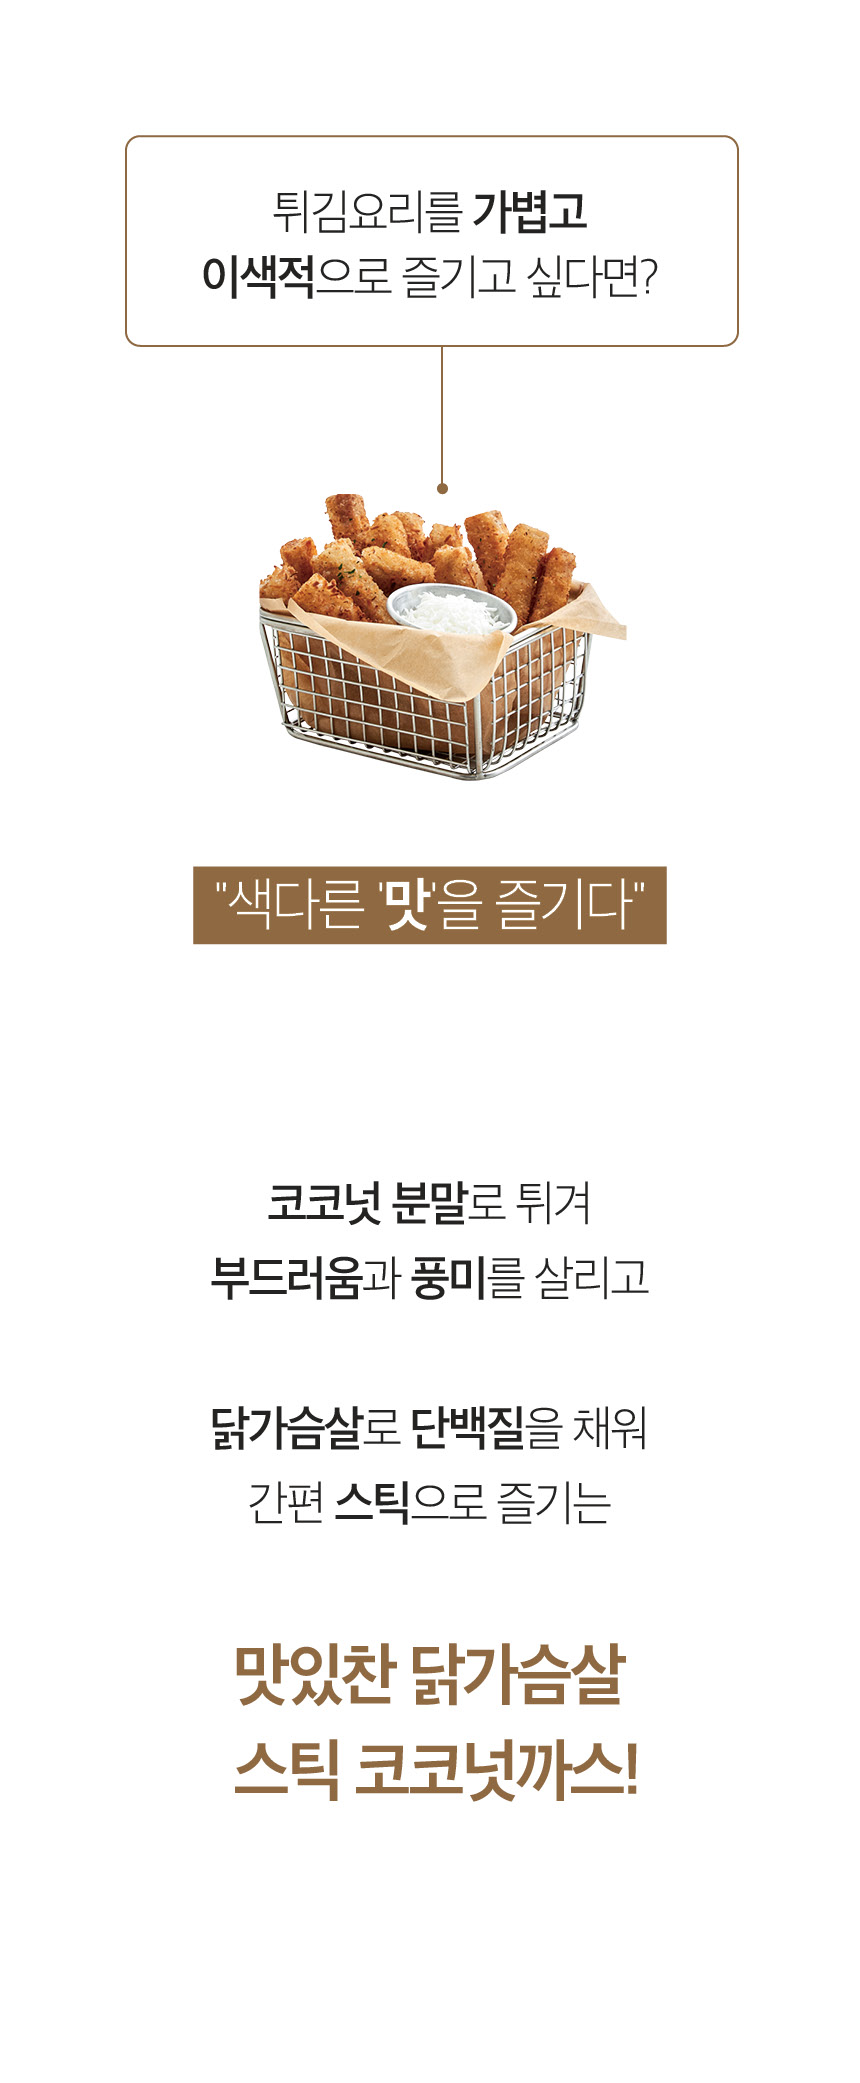 튀김요리를 가볍고
이색적으로 즐기고 싶다면?
"색다른 '맛'을 즐기다"
코코넛 분말로 튀겨
부드러움과 풍미를 살리고
닭가슴살로 단백질을 채워
간편 스틱으로 즐기는
맛있찬 닭가슴살
스틱 코코넛까스!